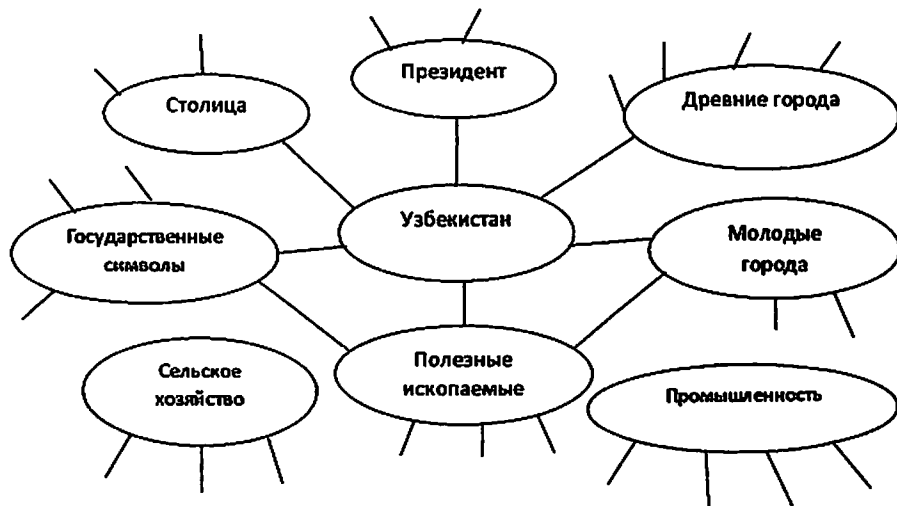 Президент
Столица
Древние города
Узбекистан
Государственные
символы
Молодые
города
Полезные
ископаемые
Сельское
хозяйство
Промышленность